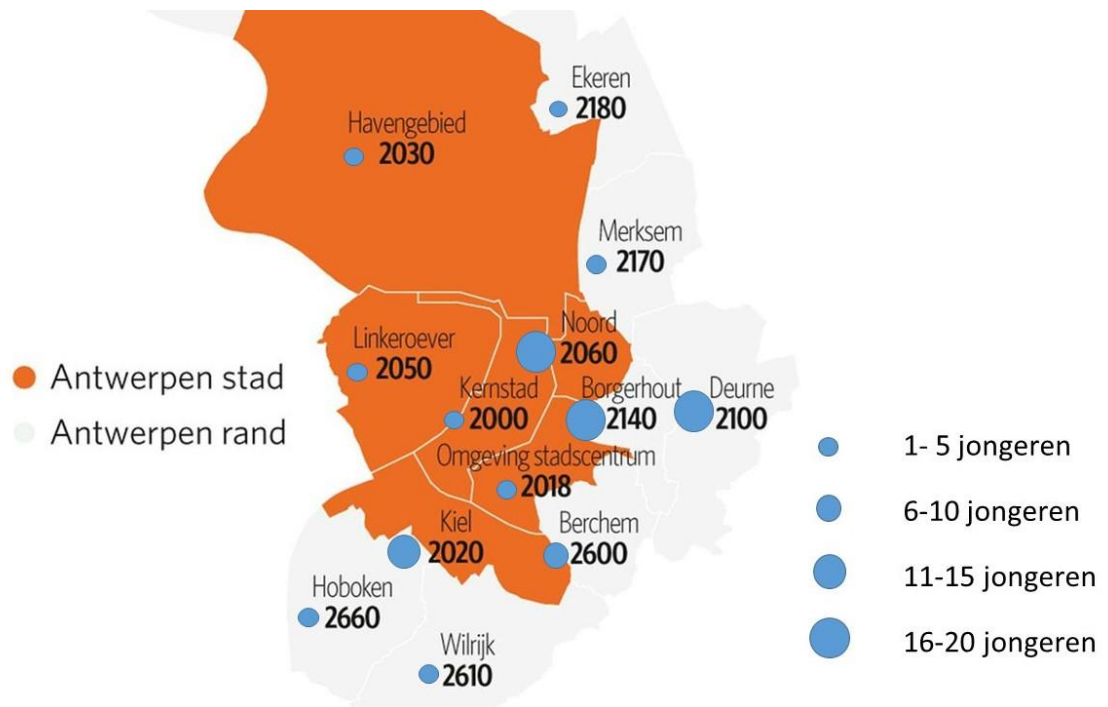 Ekeren
2180
Havengebied
2030
Merksem
2170
Noord
2060
Linkeroever
2050
Kernstad
2000
Borgerhout
2140
Deurne
2100
Omgeving stadscentrum
2018
Kiel
2020
Berchem
2600
Hoboken
2660
Wilrijk
2610
Antwerpen stad
Antwerpen rand
1- 5 jongeren
6-10 jongeren
11-15 jongeren
16-20 jongeren